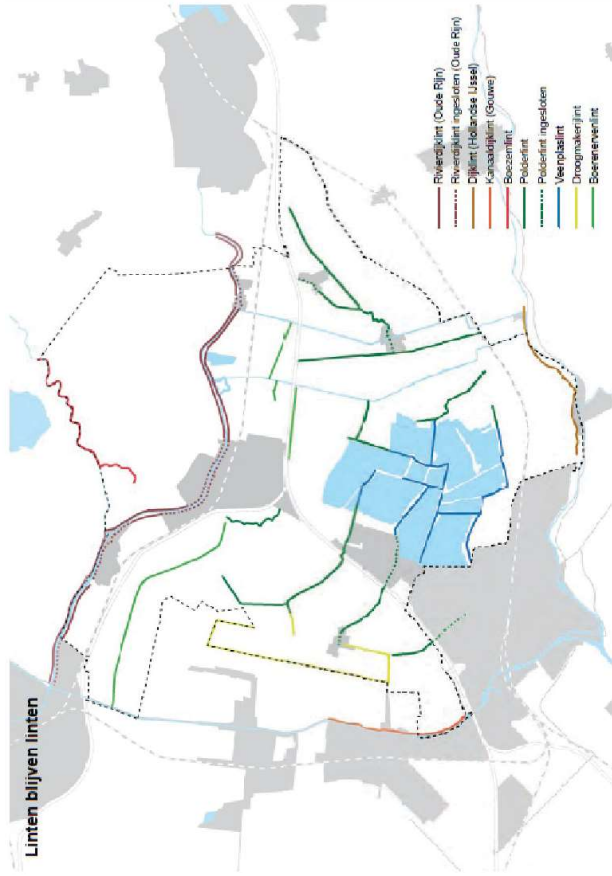 Linten blijven linten
Rivierdijklint (Oude Rijn)
Rivierdijklint ingesloten (Oude Rijn)
Dijklint (Hollandse IJssel)
Kanaaldijklint (Gouwe)
Boezemlint
Polderlint
Polderlint ingesloten
Veenplaslint
Droogmakerijlint
Boerenervenlint